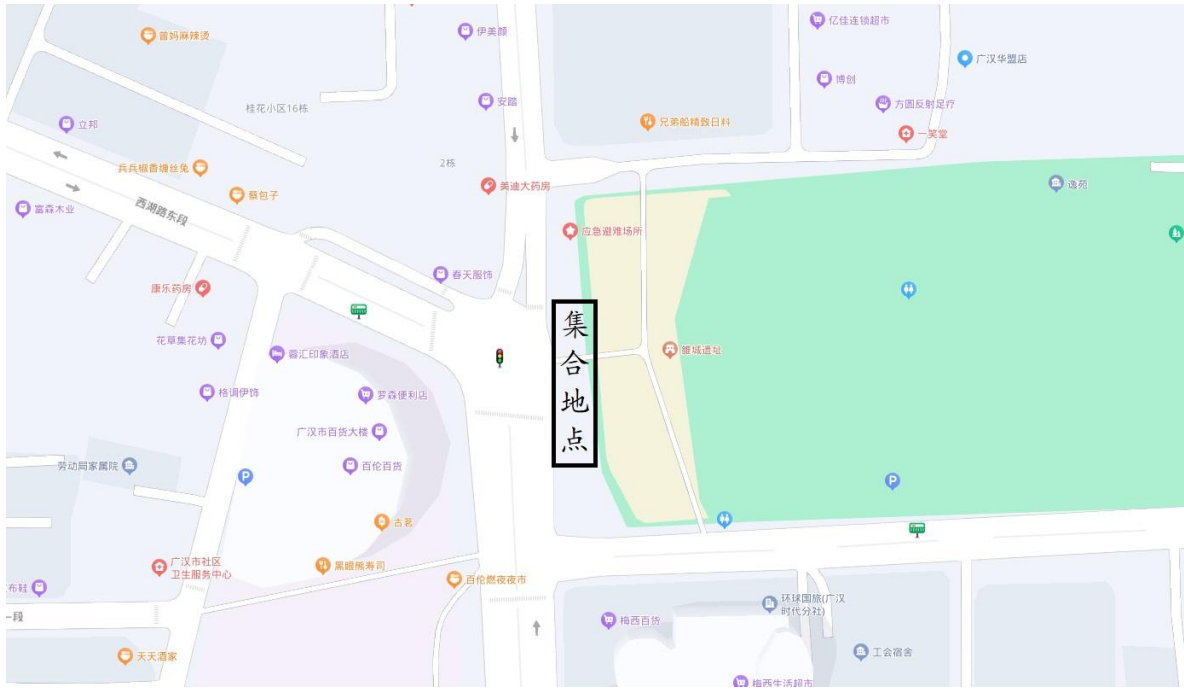 曾妈麻辣烫
伊美颜
亿佳连锁超市
广汉华盟店
博创
安踏
桂花小区16栋
方圆反射足疗
立邦
兄弟船精致日料
一笑堂
2栋
兵兵椒香缠丝兔
美迪大药房
蔡包子
逸苑
富森木业
西湖路东段
应急避难场所
春天服饰
康乐药房
集合地点
花草集花坊
蓉汇印象酒店
雒城遗址
格调伊饰
罗森便利店
广汉市百货大楼
劳动局家属院
百伦百货
P
P
古茗
广汉市社区
卫生服务中心
黑眼熊寿司
百伦燃夜夜市
布鞋
环球国旅(广汉
时代分社)
一段
梅西百货
天天酒家
工会宿舍
梅西生活超市